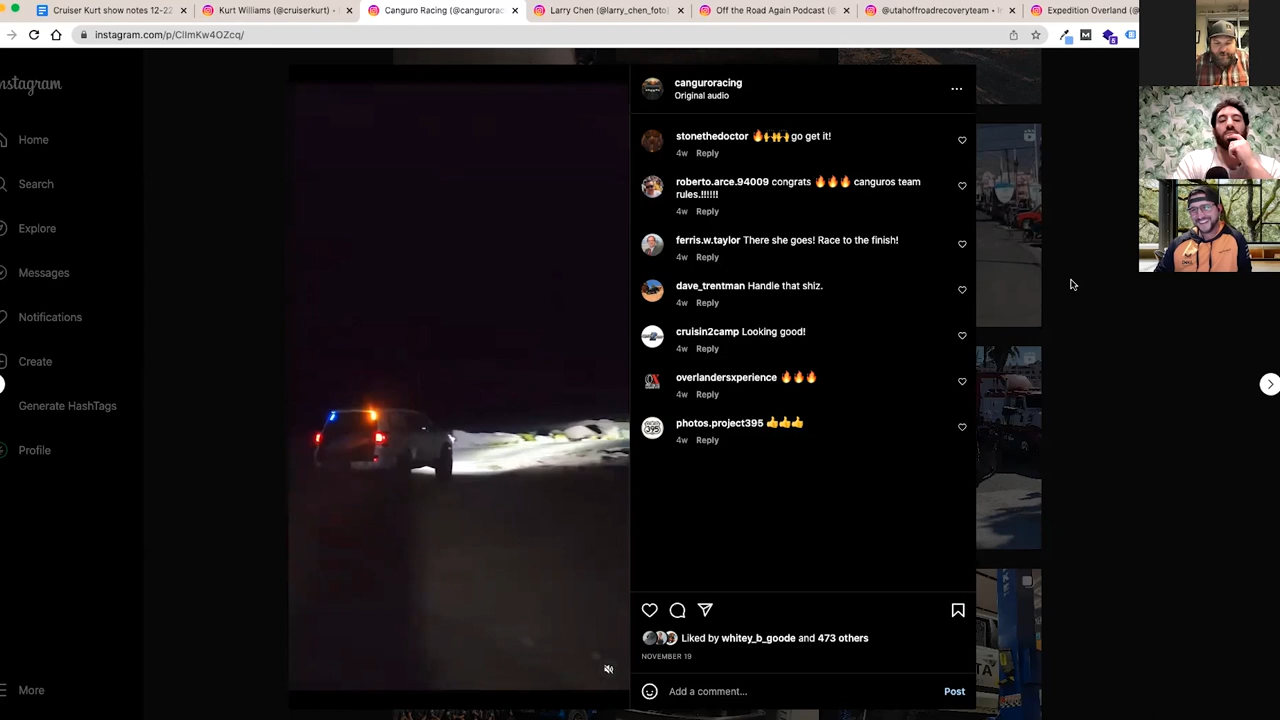 Cruiser Kurt show notes 12-22
Kurt Williams (@cruiserkurt) •
Canguro Racing (@cangurorac
Larry Chen (@larry_chen_foto)
Off the Road Again Podcast (@
@utahoffroadrecoveryteam •
Expedition Overland (@
instagram.com/p/ClImKw4OZcq/
nstagram
Home
Search
Explore
Messages
Notifications
Create
Generate HashTags
Profile
More
canguroracing
Original audio
stonethedoctor 🔥🙌🙌go get it!
4w Reply
roberto.arce.94009 congrats 🔥🔥🔥 canguros team
rules.!!!!!!
4w Reply
ferris.w.taylor There she goes! Race to the finish!
4w Reply
dave_trentman Handle that shiz.
4w Reply
cruisin2camp Looking good!
4w Reply
overlandersxperience 🔥🔥🔥
4w Reply
photos.project395 👍👍👍
4w Reply
Liked by whitey_b_goode and 473 others
NOVEMBER 19
Add a comment...
Post